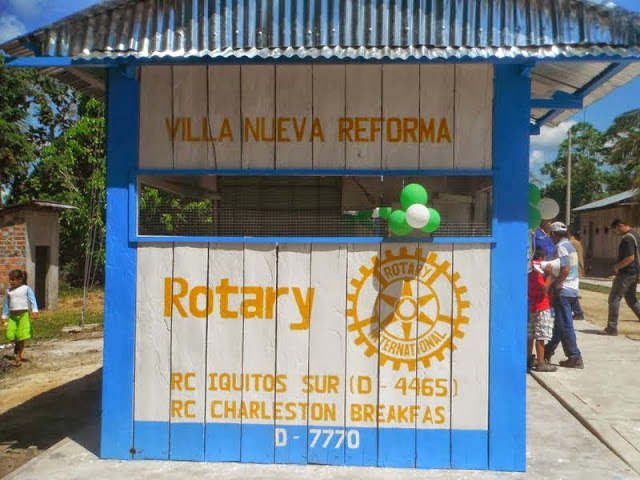 VILLA NUEVA REFORMA
Rotary
ROTARY
INTERNATIONAL
RC IQUITOS SUR (D - 4465)
RC CHARLESTON BREAKFAS
D - 7770